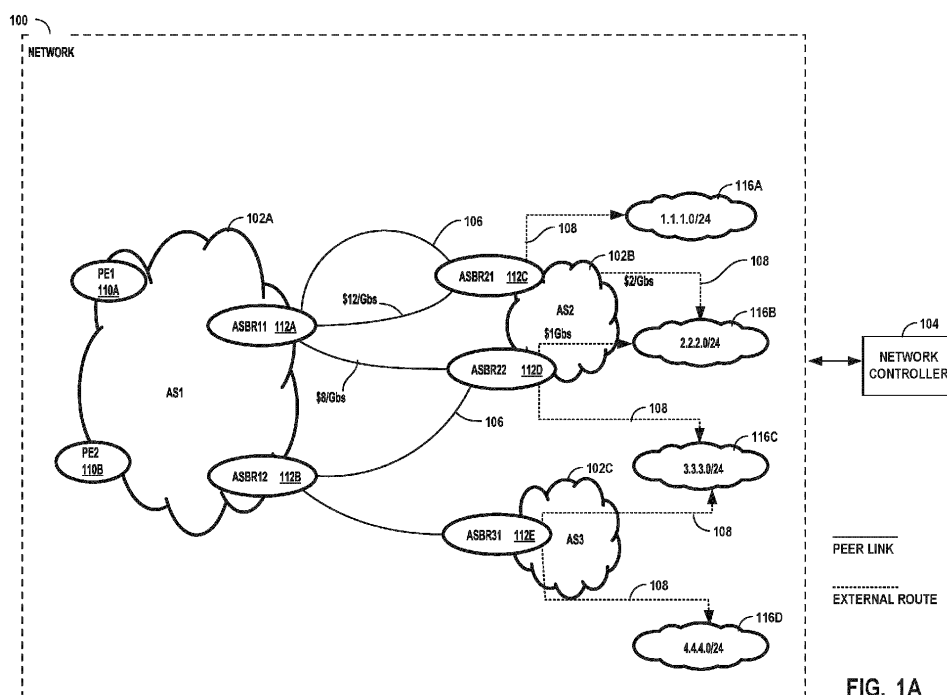 100
NETWORK
116A
102A
1.1.1.0/24
106
108
PE1
110A
102B
108
ASBR21 112C
$2/Gbs
$12/Gbs
AS2
116B
ASBR11 112A
104
$1Gbs
2.2.2.0/24
NETWORK
CONTROLLER
ASBR22 112D
AS1
$8/Gbs
108
106
116C
PE2
110B
102C
3.3.3.0/24
ASBR12 112B
108
ASBR31 112E
AS3
PEER LINK
108
EXTERNAL ROUTE
116D
4.4.4.0/24
FIG. 1A